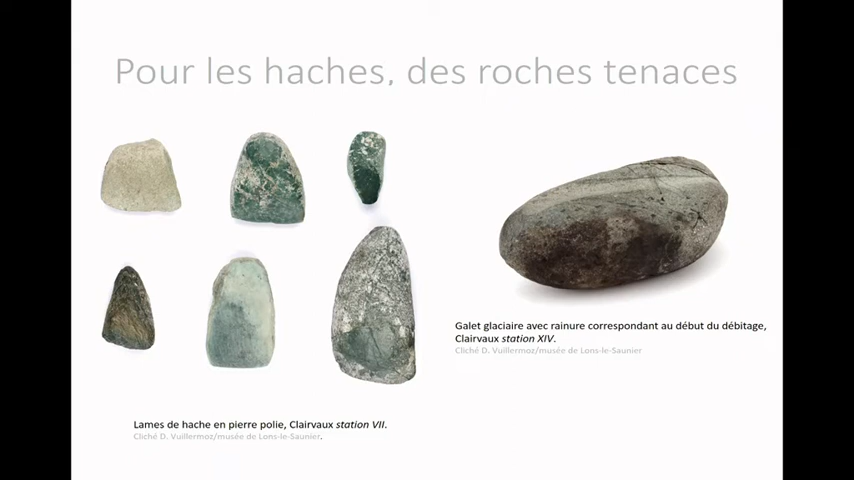 Pour les haches, des roches tenaces
Galet glaciaire avec rainure correspondant au début du débitage,
Clairvaux station XIV.
Cliché D. Vuillermoz/musée de Lons-le-Saunier
Lames de hache en pierre polie, Clairvaux station VII.
Cliché D. Vuillermoz/musée de Lons-le-Saunier.